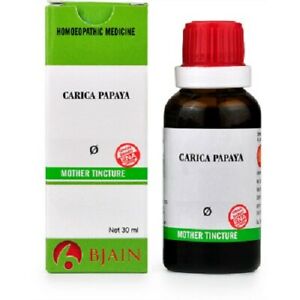 HOMOEOPATHIC MEDICINE
CARICA PAPAYA
Ø
MOTHER TINCTURE
Net 30 ml
BJAIN
CARICA PAPAYA
Ø
MOTHER TINCTURE